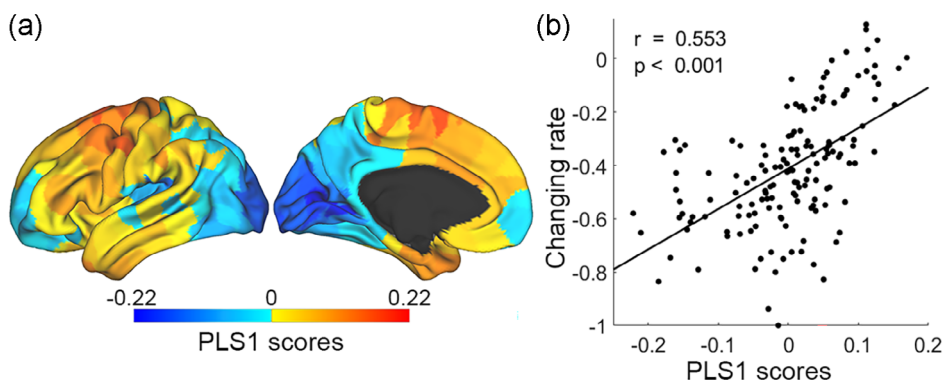 (a)
-0.22 0 0.22
PLS1 scores
(b)
r = 0.553
p < 0.001
Changing rate
0
-0.2
-0.4
-0.6
-0.8
-1
-0.2 -0.1 0 0.1 0.2
PLS1 scores